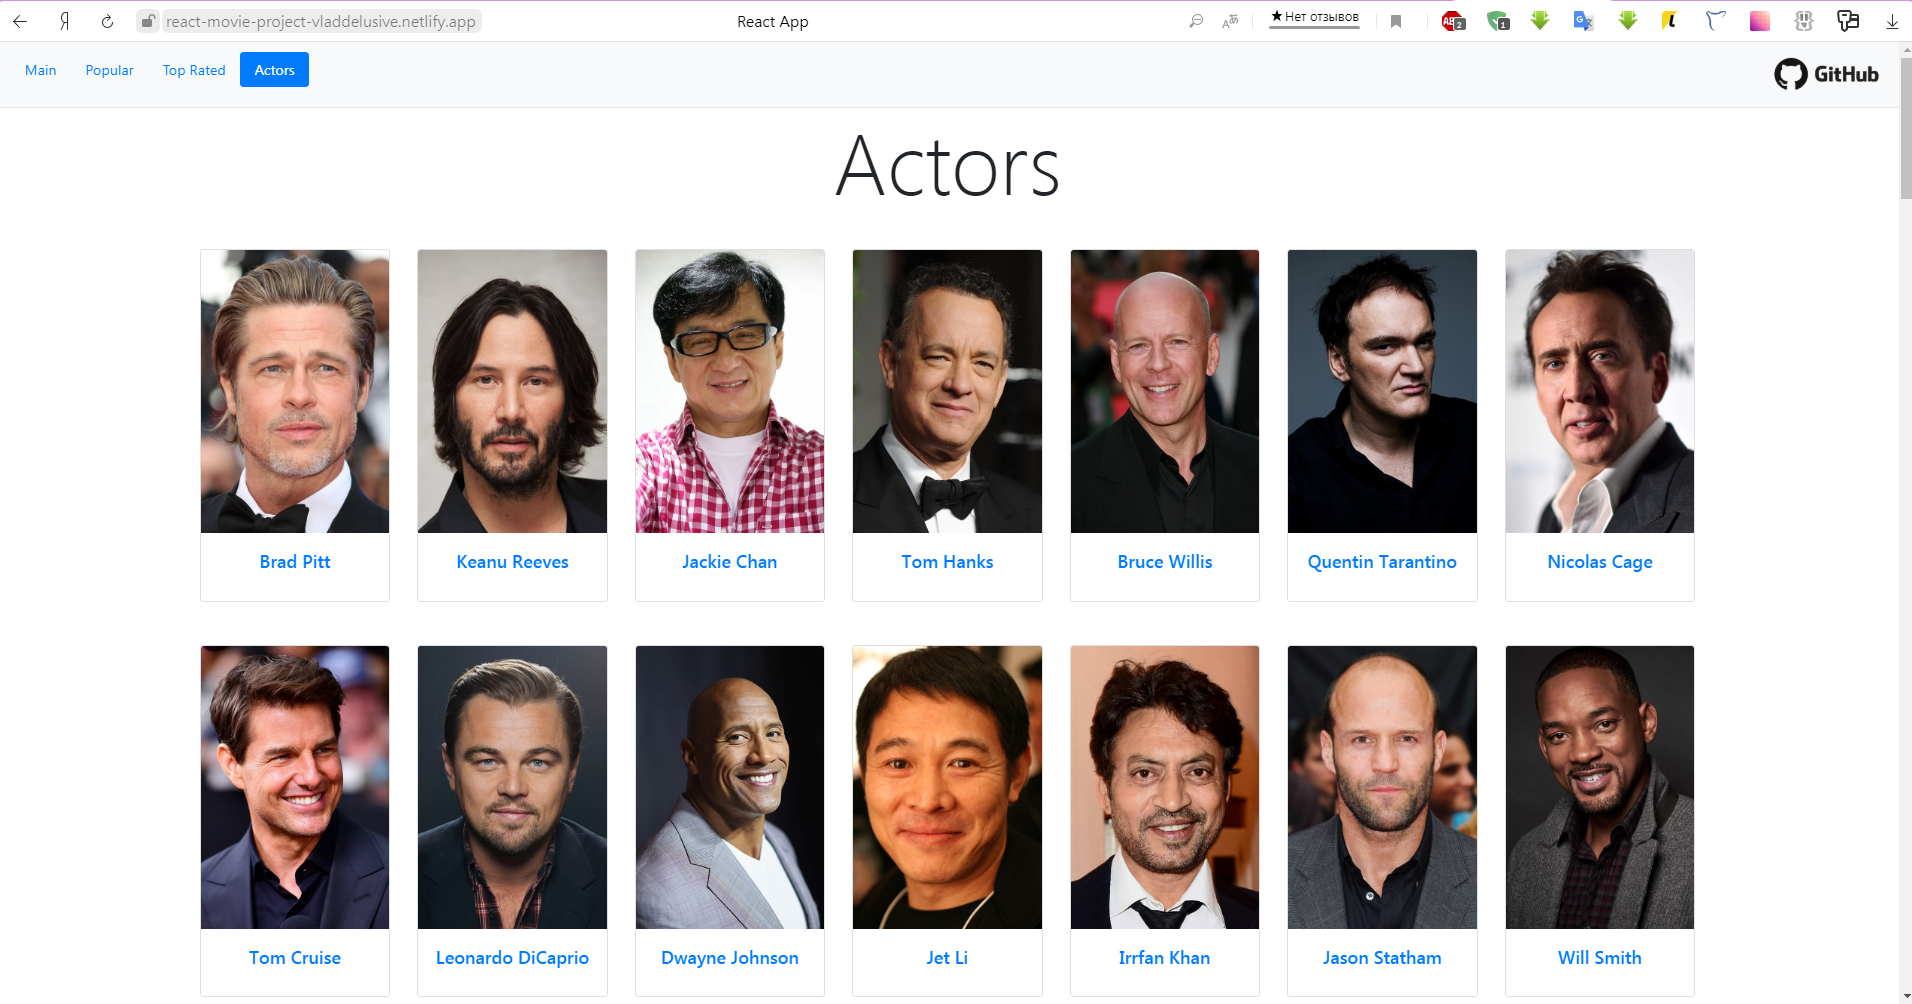 react-movie-project-vladdelusive.netlify.app
React App
★Нет отзывов
Main
Popular
Top Rated
Actors
GitHub
Actors
Brad Pitt
Keanu Reeves
Jackie Chan
Tom Hanks
Bruce Willis
Quentin Tarantino
Nicolas Cage
Tom Cruise
Leonardo DiCaprio
Dwayne Johnson
Jet Li
Irrfan Khan
Jason Statham
Will Smith